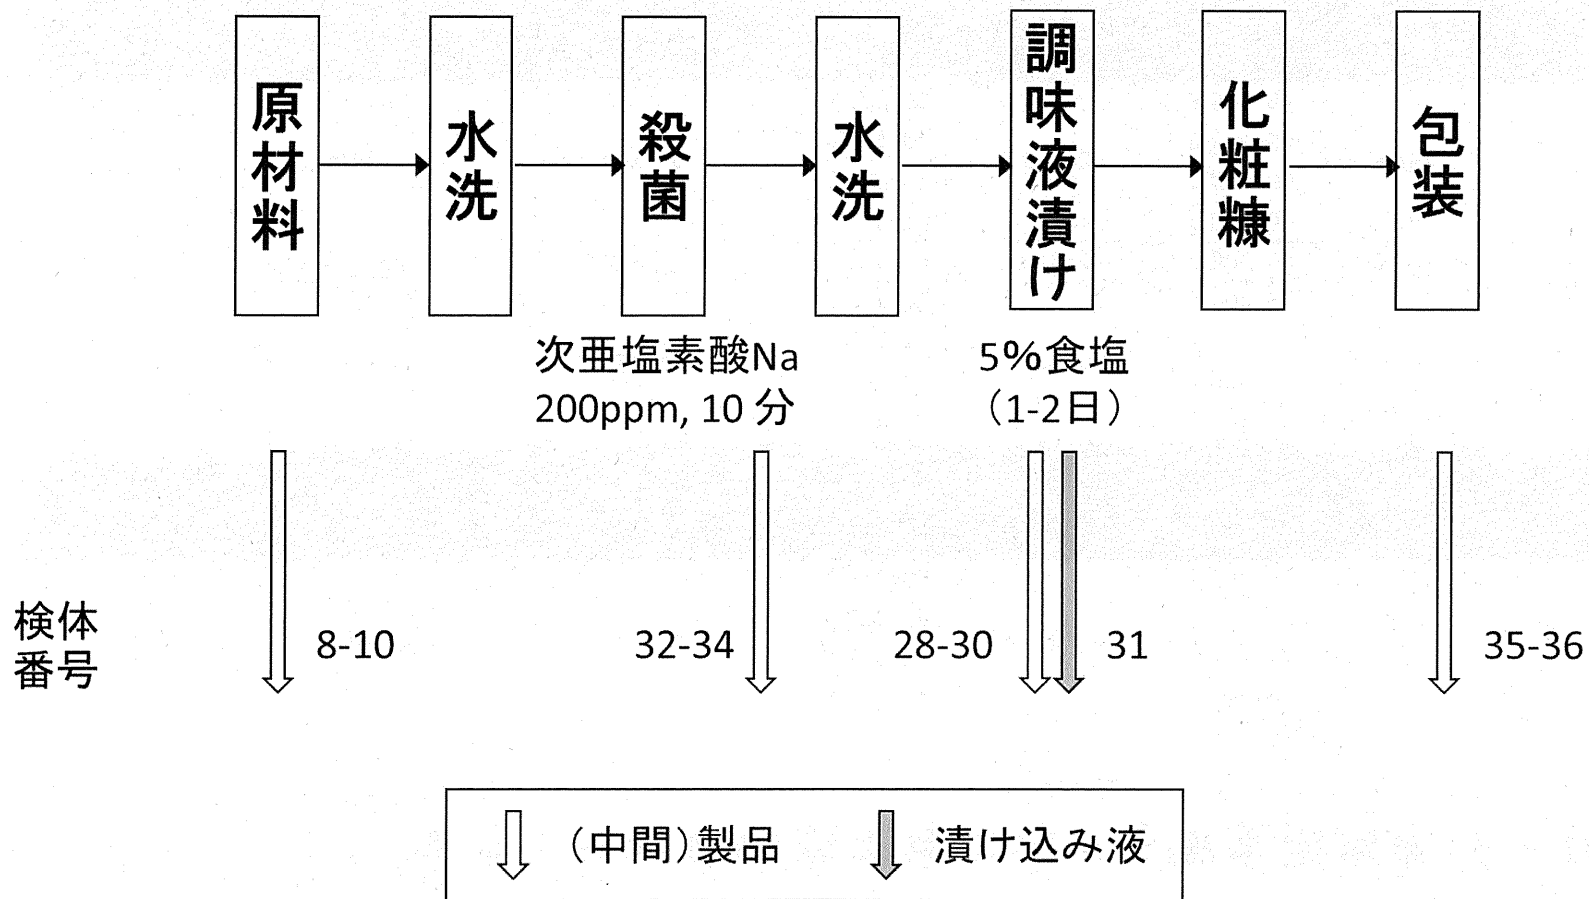 原材料
水洗
殺菌
水洗
調味液漬け
化粧糠
包装
次亜塩素酸Na
200ppm, 10 分
5%食塩
（1-2日）
検体
番号
8-10
32-34
28-30
31
35-36
（中間）製品
漬け込み液